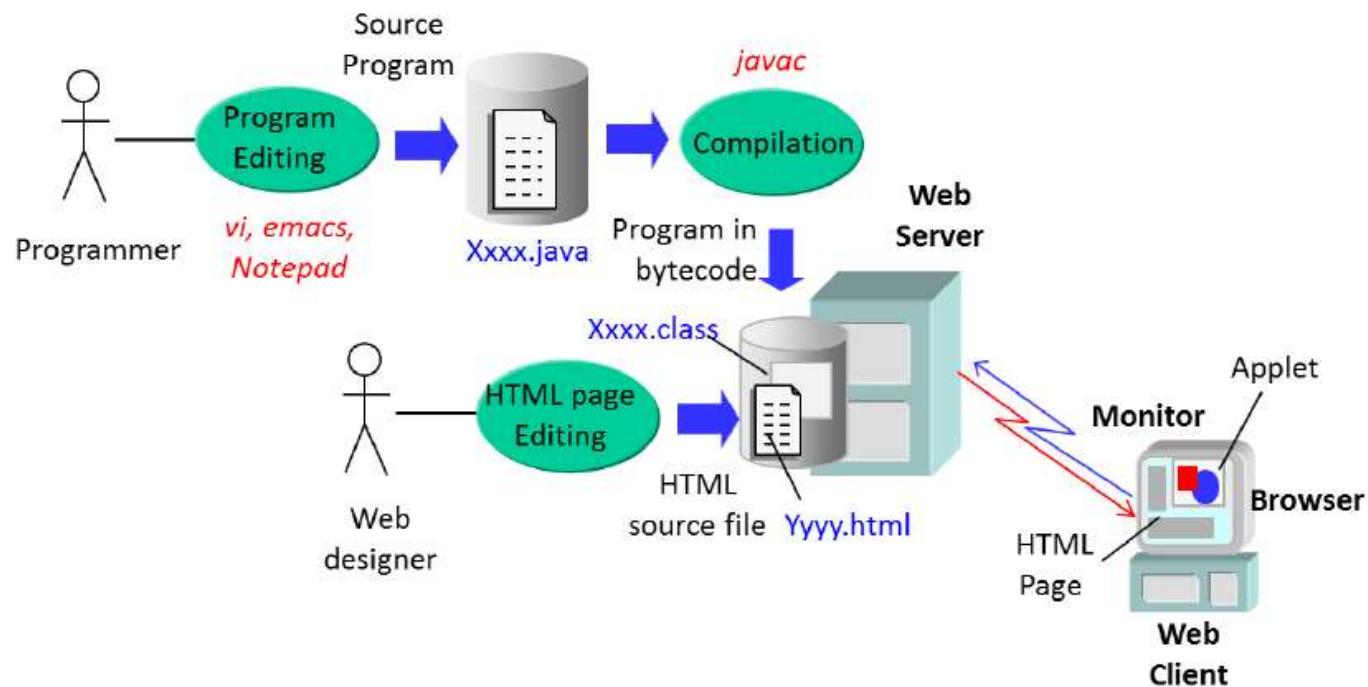 Source
Program
javac
Program
Editing
Compilation
Programmer
vi, emacs,
Notepad
Xxxx.java
Program in
bytecode
Web
Server
Xxxx.class
HTML page
Editing
Web
designer
HTML
source file
Yyyy.html
Applet
Monitor
Browser
HTML
Page
Web
Client